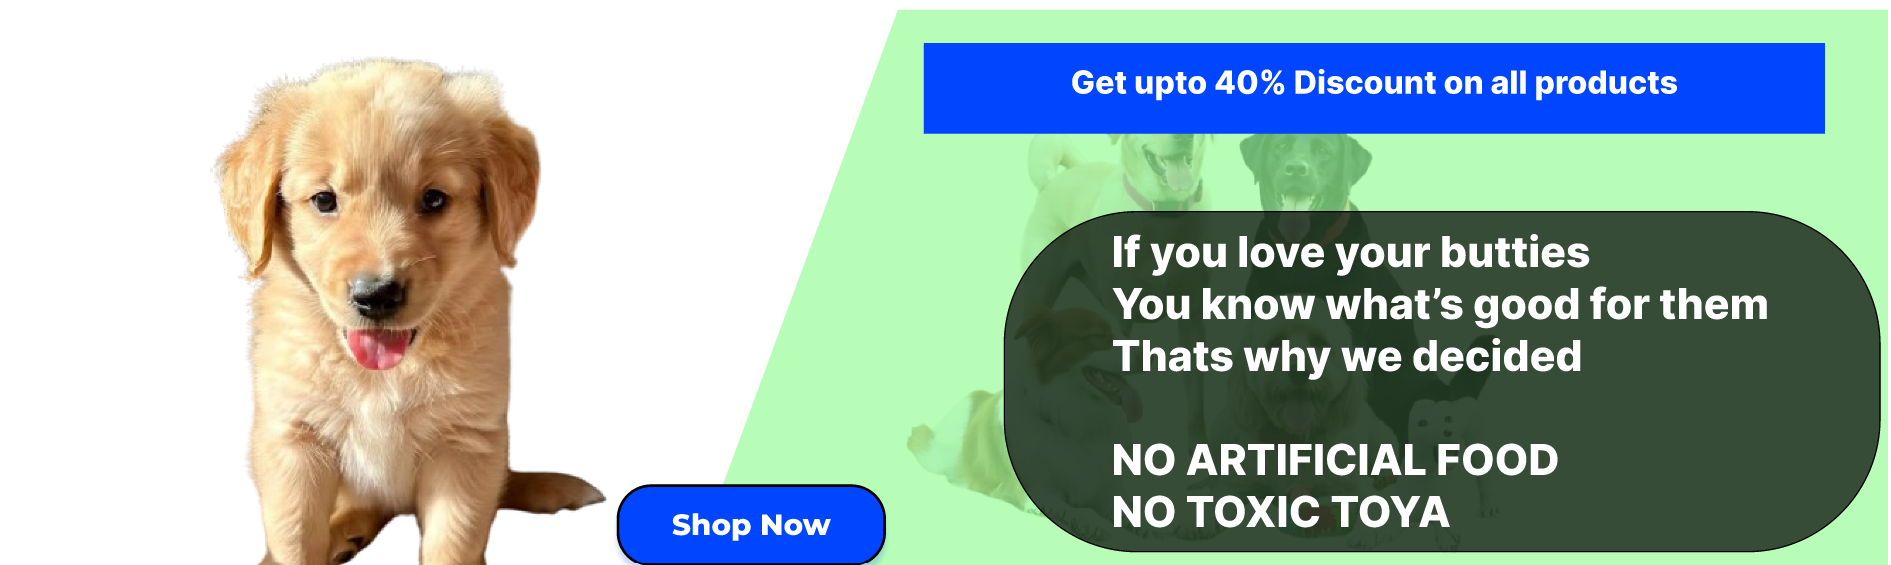 Get upto 40% Discount on all products
If you love your butties
You know what’s good for them
Thats why we decided
NO ARTIFICIAL FOOD
NO TOXIC TOYA
Shop Now